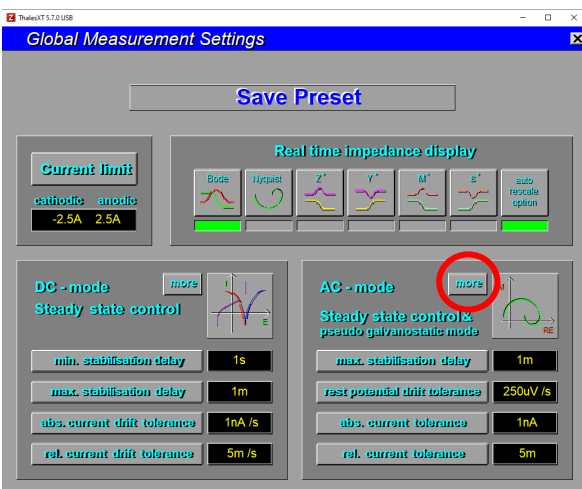 Z ThalesXT 5.7.0 USB
Global Measurement Settings
Save Preset
Current limit
cathodic anodic
-2.5A 2.5A
Real time impedance display
Bode Nyquist Z* Y* M* ε* auto rescale option
DC - mode more
Steady state control
I
E
min. stabilisation delay 1s
max. stabilisation delay 1m
abs. current drift tolerance 1nA /s
rel. current drift tolerance 5m /s
AC - mode more
Steady state control&
pseudo galvanostatic mode
IM
RE
max. stabilisation delay 1m
rest potential drift tolerance 250uV /s
abs. current tolerance 1nA
rel. current tolerance 5m